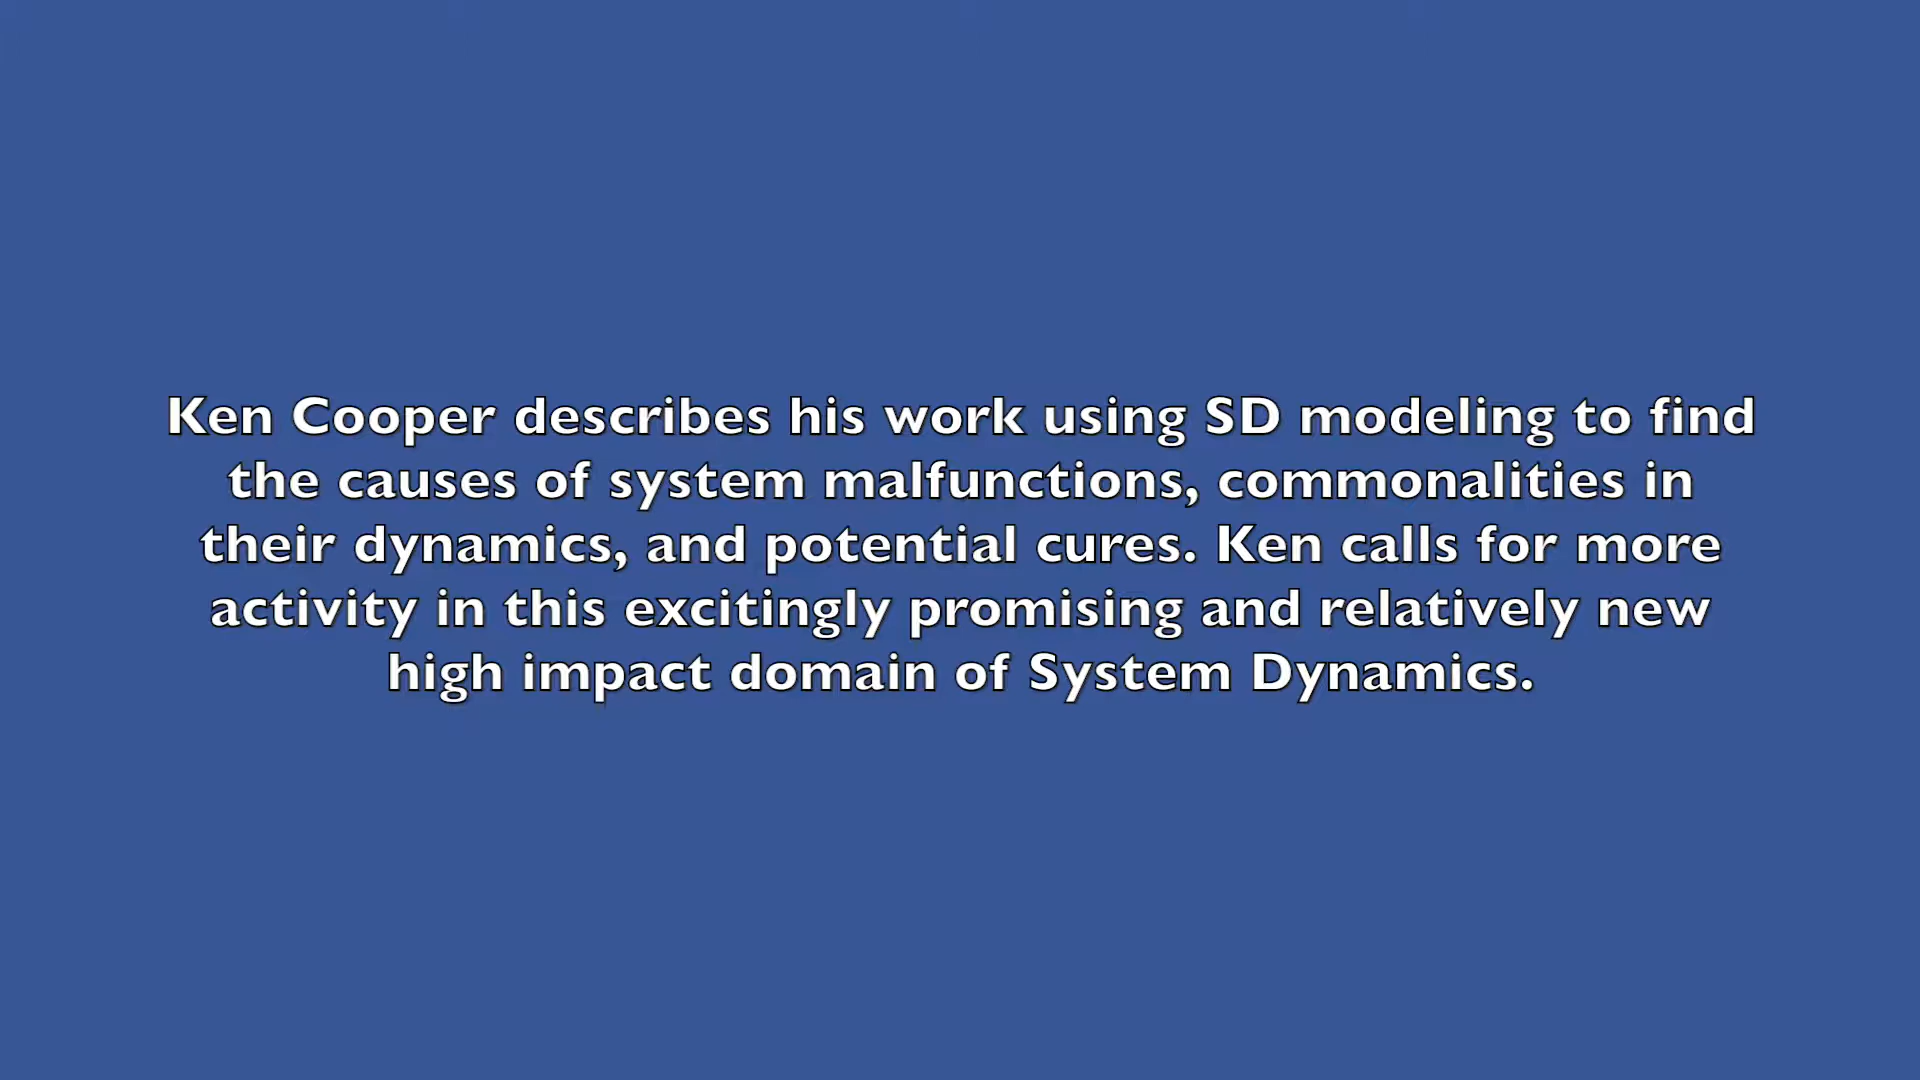 Ken Cooper describes his work using SD modeling to find
the causes of system malfunctions, commonalities in
their dynamics, and potential cures. Ken calls for more
activity in this excitingly promising and relatively new
high impact domain of System Dynamics.